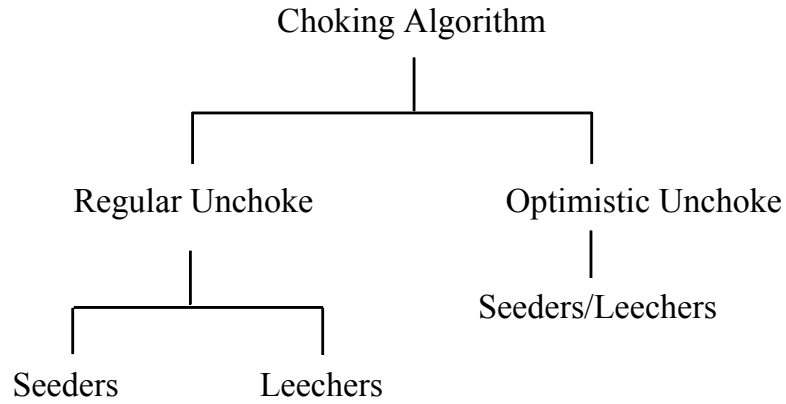 Choking Algorithm
Regular Unchoke
Optimistic Unchoke
Seeders/Leechers
Seeders
Leechers